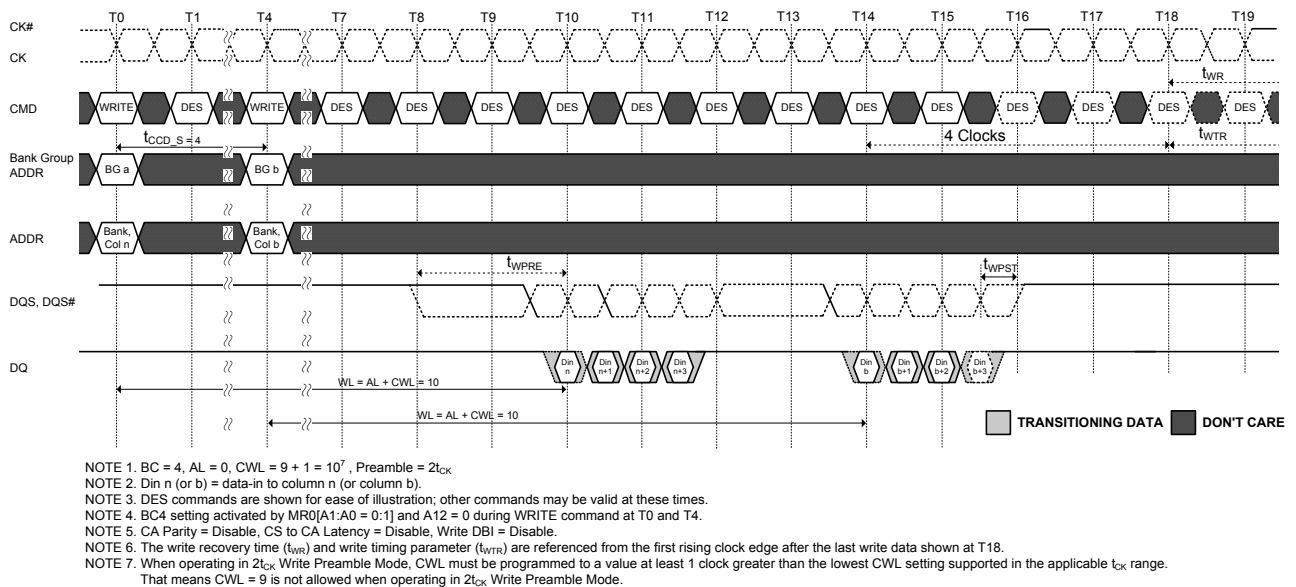 T0 T1 T4 T7 T8 T9 T10 T11 T12 T13 T14 T15 T16 T17 T18 T19
CK#
CK
tWR
CMD WRITE DES WRITE DES DES DES DES DES DES DES DES DES DES DES DES DES
tCCD_S = 4
4 Clocks
tWTR
Bank Group
ADDR
BG a BG b
ADDR
Bank, Col n
Bank, Col b
tWPRE
tWPST
DQS, DQS#
DQ
Din n
Din n+1
Din n+2
Din n+3
Din b
Din b+1
Din b+2
Din b+3
WL = AL + CWL = 10
WL = AL + CWL = 10
TRANSITIONING DATA DON'T CARE
NOTE 1. BC = 4, AL = 0, CWL = 9 + 1 = 10⁷ , Preamble = 2tCK
NOTE 2. Din n (or b) = data-in to column n (or column b).
NOTE 3. DES commands are shown for ease of illustration; other commands may be valid at these times.
NOTE 4. BC4 setting activated by MR0[A1:A0 = 0:1] and A12 = 0 during WRITE command at T0 and T4.
NOTE 5. CA Parity = Disable, CS to CA Latency = Disable, Write DBI = Disable.
NOTE 6. The write recovery time (tWR) and write timing parameter (tWTR) are referenced from the first rising clock edge after the last write data shown at T18.
NOTE 7. When operating in 2tCK Write Preamble Mode, CWL must be programmed to a value at least 1 clock greater than the lowest CWL setting supported in the applicable tCK range.
That means CWL = 9 is not allowed when operating in 2tCK Write Preamble Mode.